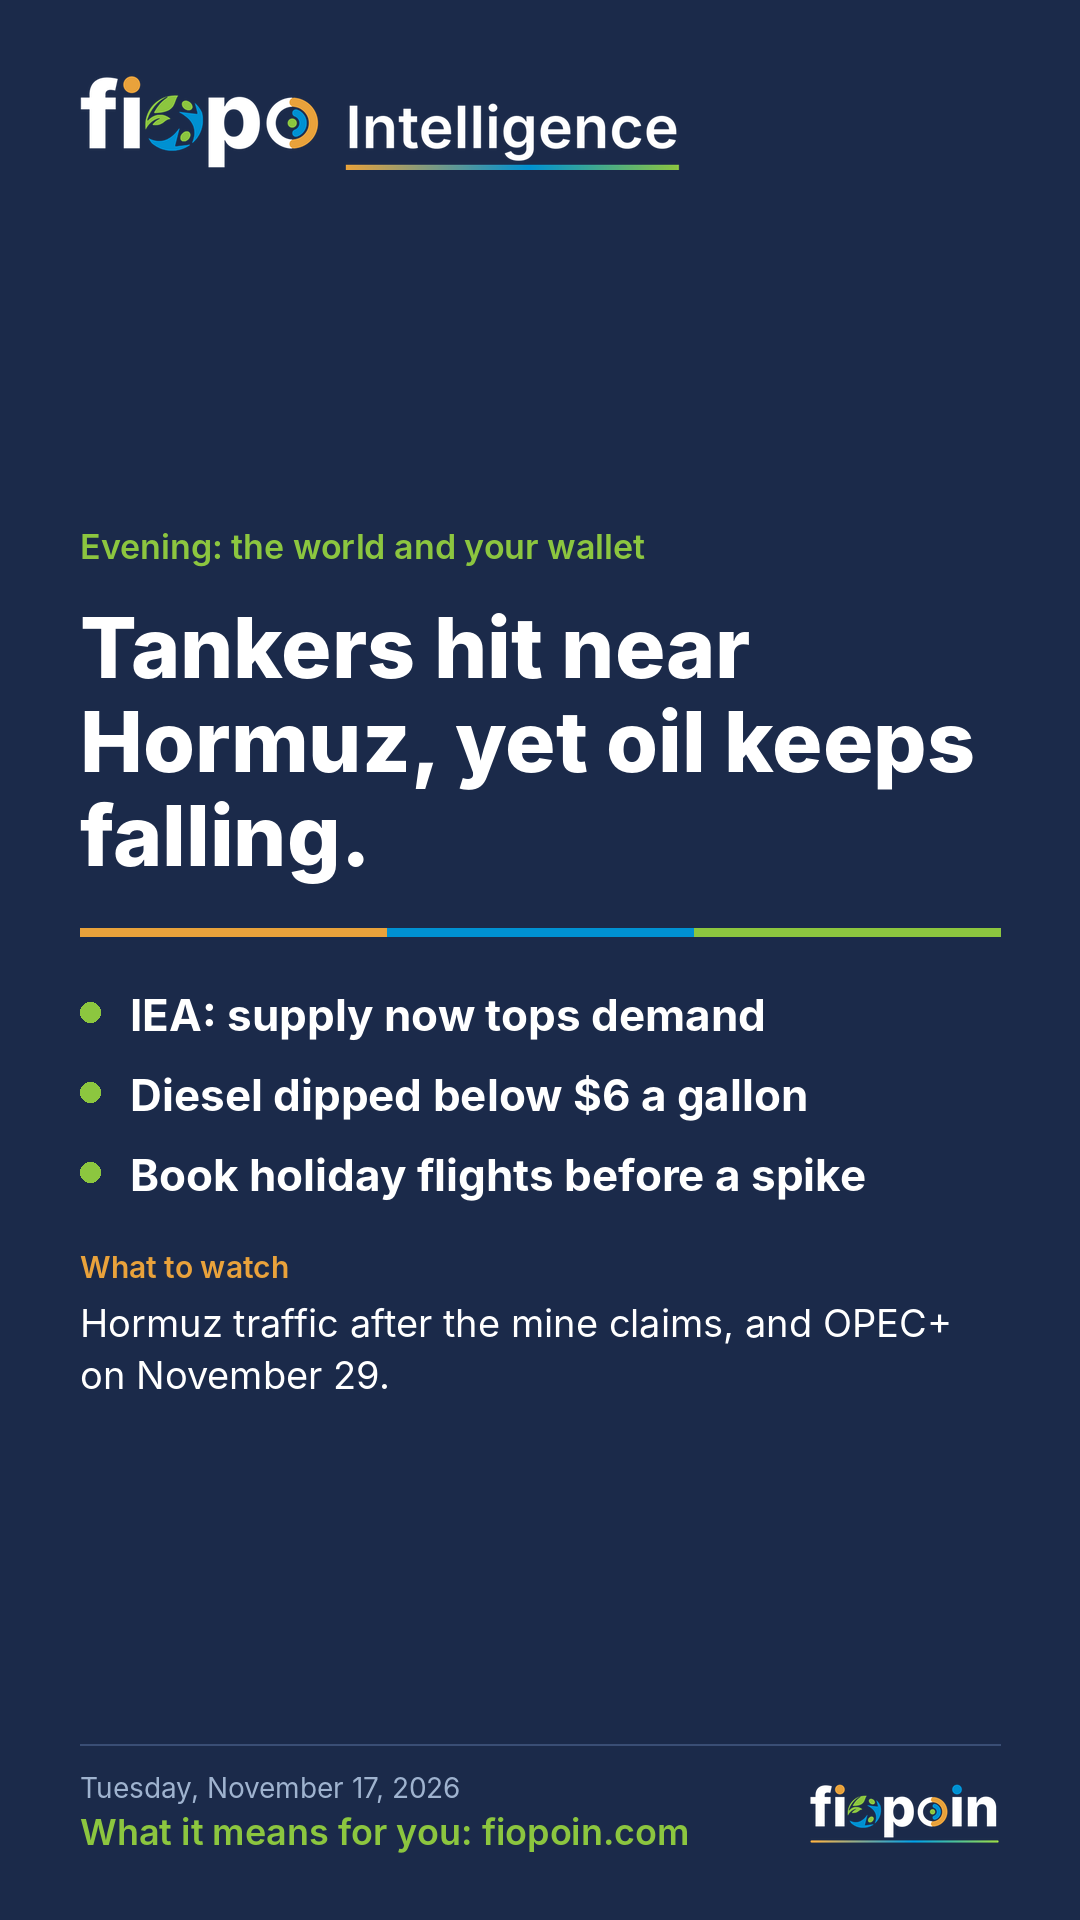 fiopo Intelligence
Evening: the world and your wallet
Tankers hit near
Hormuz, yet oil keeps
falling.
IEA: supply now tops demand
Diesel dipped below $6 a gallon
Book holiday flights before a spike
What to watch
Hormuz traffic after the mine claims, and OPEC+
on November 29.
Tuesday, November 17, 2026
What it means for you: fiopoin.com
fiopoin